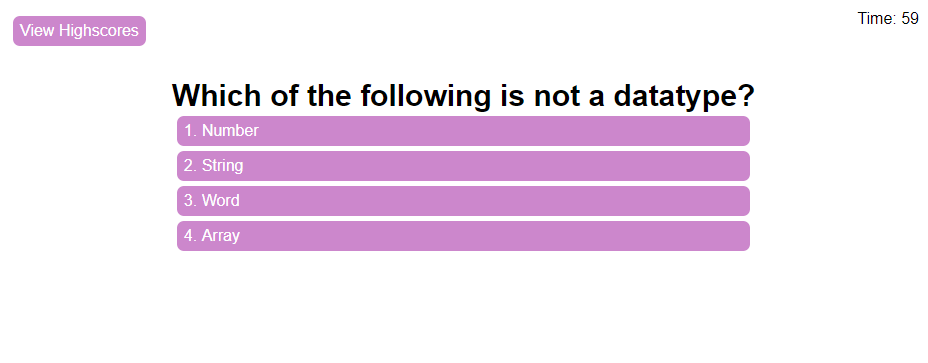 View Highscores
Time: 59
Which of the following is not a datatype?
1. Number
2. String
3. Word
4. Array